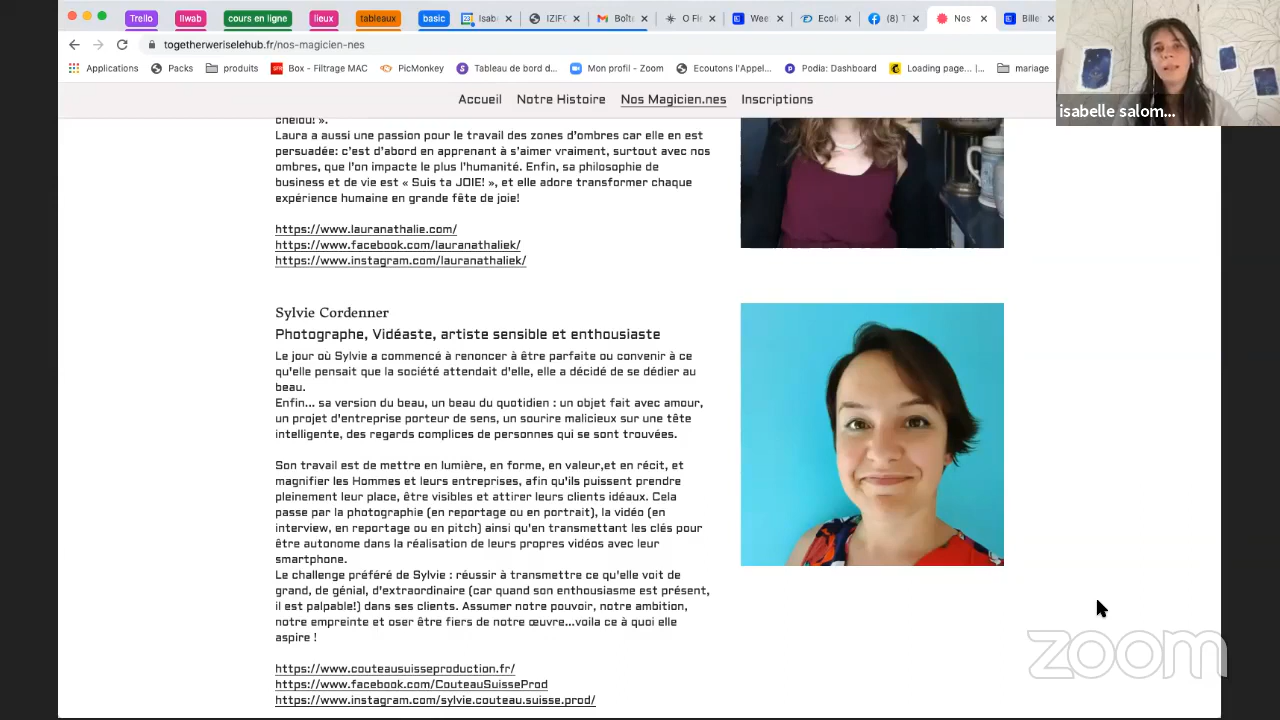 Trello
liwab
cours en ligne
lieux
tableaux
basic
Isab
IZIFC
Boîte
O Fl
Wee
Ecole
(8) T
Nos
Bille
togetherweriselehub.fr/nos-magicien-nes
Applications
Packs
produits
Box - Filtrage MAC
PicMonkey
Tableau de bord d...
Mon profil - Zoom
Ecoutons l'Appel...
Podia: Dashboard
Loading page... |...
mariage
isabelle salom...
Accueil
Notre Histoire
Nos Magicien.nes
Inscriptions
chelou! ».
Laura a aussi une passion pour le travail des zones d'ombres car elle en est
persuadée: c'est d'abord en apprenant à s'aimer vraiment, surtout avec nos
ombres, que l'on impacte le plus l'humanité. Enfin, sa philosophie de
business et de vie est « Suis ta JOIE! », et elle adore transformer chaque
expérience humaine en grande fête de joie!
https://www.lauranathalie.com/
https://www.facebook.com/lauranathaliek/
https://www.instagram.com/lauranathaliek/
Sylvie Cordenner
Photographe, Vidéaste, artiste sensible et enthousiaste
Le jour où Sylvie a commencé à renoncer à être parfaite ou convenir à ce
qu'elle pensait que la société attendait d'elle, elle a décidé de se dédier au
beau.
Enfin... sa version du beau, un beau du quotidien : un objet fait avec amour,
un projet d'entreprise porteur de sens, un sourire malicieux sur une tête
intelligente, des regards complices de personnes qui se sont trouvées.
Son travail est de mettre en lumière, en forme, en valeur,et en récit, et
magnifier les Hommes et leurs entreprises, afin qu'ils puissent prendre
pleinement leur place, être visibles et attirer leurs clients idéaux. Cela
passe par la photographie (en reportage ou en portrait), la vidéo (en
interview, en reportage ou en pitch) ainsi qu'en transmettant les clés pour
être autonome dans la réalisation de leurs propres vidéos avec leur
smartphone.
Le challenge préféré de Sylvie : réussir à transmettre ce qu'elle voit de
grand, de génial, d'extraordinaire (car quand son enthousiasme est présent,
il est palpable!) dans ses clients. Assumer notre pouvoir, notre ambition,
notre empreinte et oser être fiers de notre œuvre...voila ce à quoi elle
aspire !
https://www.couteausuisseproduction.fr/
https://www.facebook.com/CouteauSuisseProd
https://www.instagram.com/sylvie.couteau.suisse.prod/
zoom